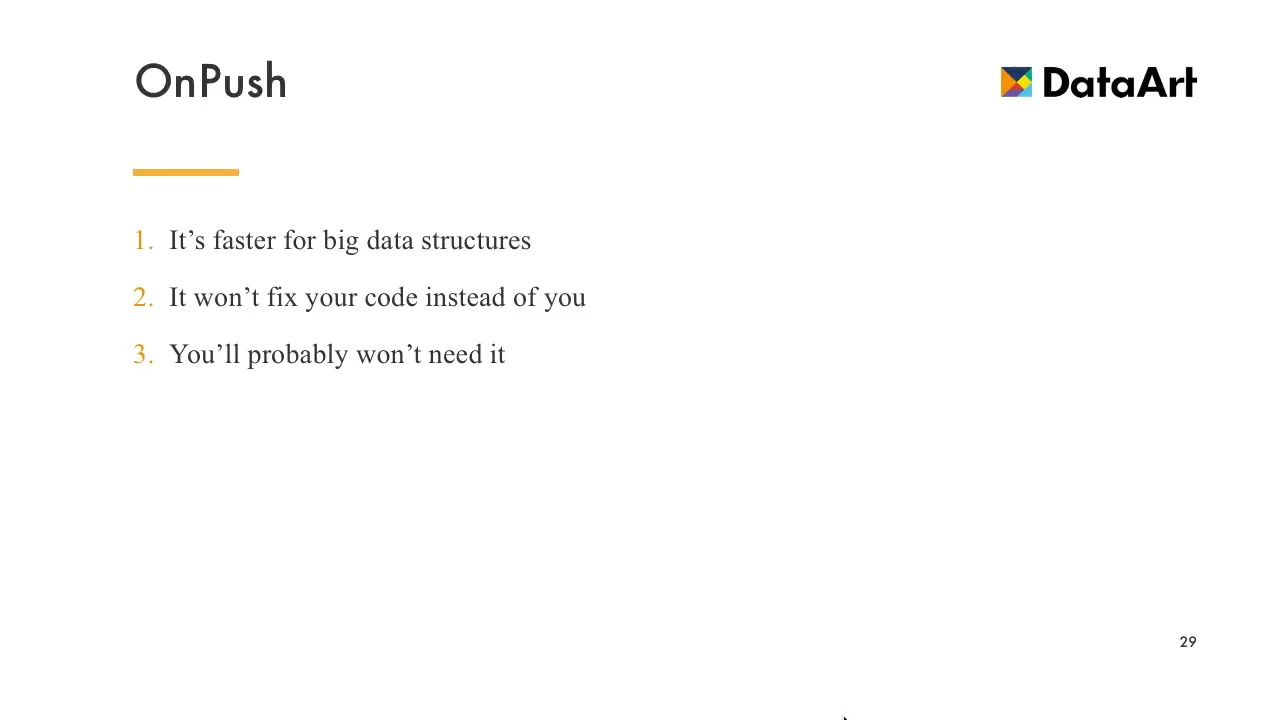 OnPush
DataArt
1. It’s faster for big data structures
2. It won’t fix your code instead of you
3. You’ll probably won’t need it
29